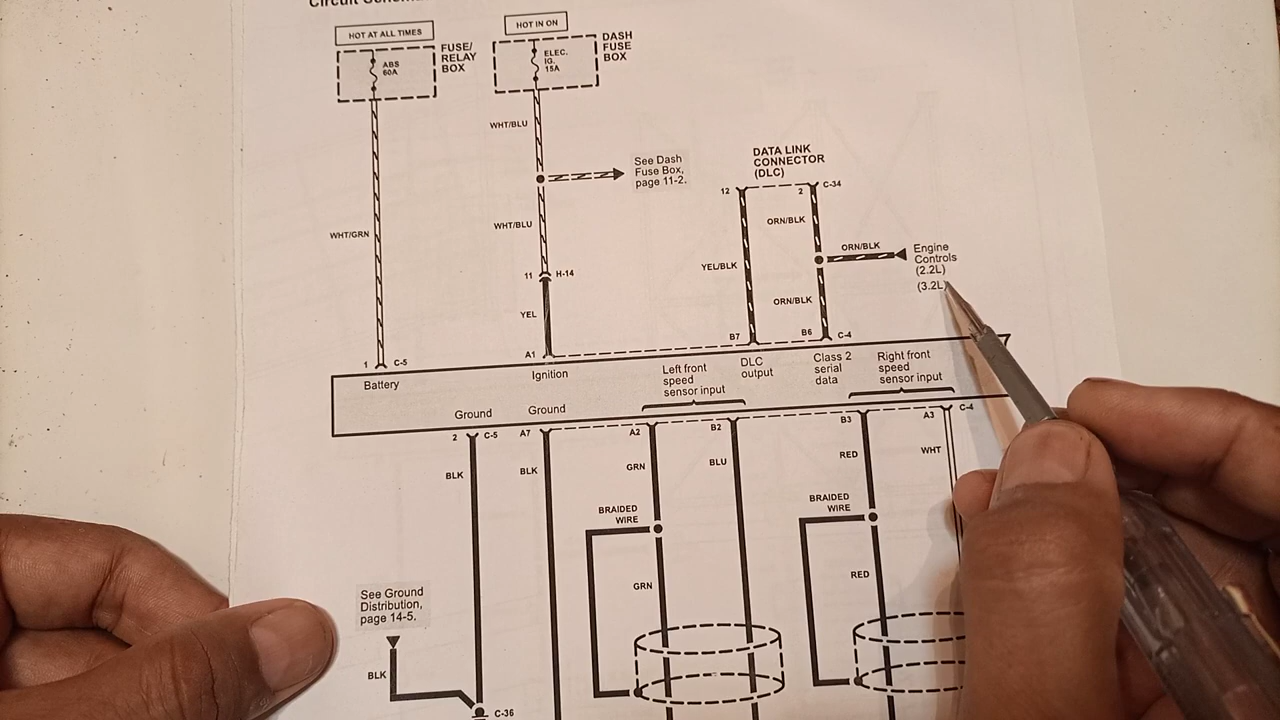 Circuit Schema
HOT AT ALL TIMES
HOT IN ON
ABS
60A
FUSE/
RELAY
BOX
ELEC.
IG.
15A
DASH
FUSE
BOX
WHT/BLU
See Dash
Fuse Box,
page 11-2.
DATA LINK
CONNECTOR
(DLC)
12
2
C-34
WHT/GRN
WHT/BLU
ORN/BLK
ORN/BLK
Engine
Controls
(2.2L)
(3.2L)
YEL/BLK
11
H-14
ORN/BLK
YEL
1
C-5
A1
B7
B6
C-4
Battery
Ignition
Left front
speed
sensor input
DLC
output
Class 2
serial
data
Right front
speed
sensor input
Ground
Ground
2
C-5
A7
A2
B2
B3
A3
C-4
BLK
BLK
GRN
BLU
RED
WHT
BRAIDED
WIRE
BRAIDED
WIRE
GRN
RED
See Ground
Distribution,
page 14-5.
BLK
C-36